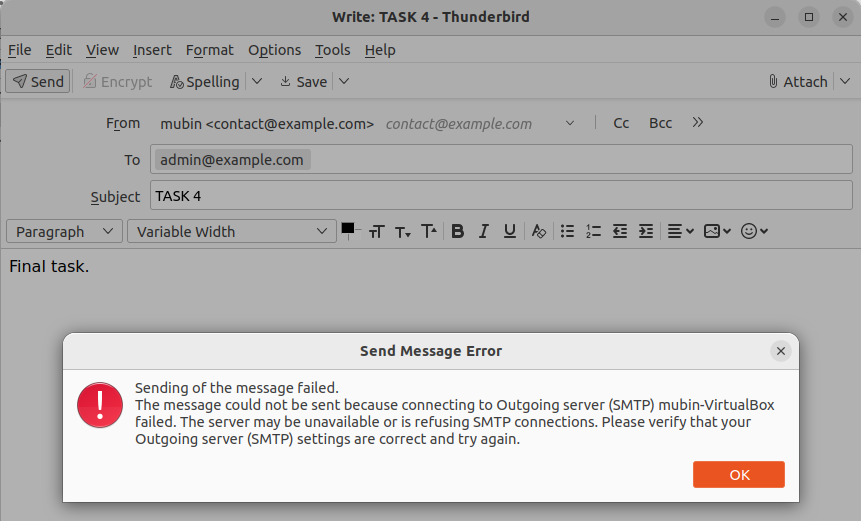 Write: TASK 4 - Thunderbird
File Edit View Insert Format Options Tools Help
Send Encrypt Spelling Save Attach
From mubin <contact@example.com> contact@example.com Cc Bcc
To admin@example.com
Subject TASK 4
Paragraph Variable Width
Final task.
Send Message Error
Sending of the message failed.
The message could not be sent because connecting to Outgoing server (SMTP) mubin-VirtualBox
failed. The server may be unavailable or is refusing SMTP connections. Please verify that your
Outgoing server (SMTP) settings are correct and try again.
OK